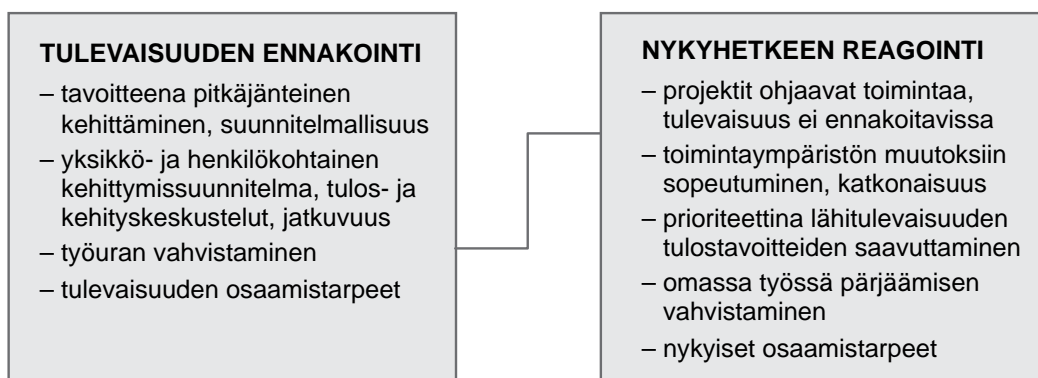 TULEVAISUUDEN ENNAKOINTI
– tavoitteena pitkäjänteinen
kehittäminen, suunnitelmallisuus
– yksikkö- ja henkilökohtainen
kehittymissuunnitelma, tulos- ja
kehityskeskustelut, jatkuvuus
– työuran vahvistaminen
– tulevaisuuden osaamistarpeet
NYKYHETKEEN REAGOINTI
– projektit ohjaavat toimintaa,
tulevaisuus ei ennakoitavissa
– toimintaympäristön muutoksiin
sopeutuminen, katkonaisuus
– prioriteettina lähitulevaisuuden
tulostavoitteiden saavuttaminen
– omassa työssä pärjäämisen
vahvistaminen
– nykyiset osaamistarpeet